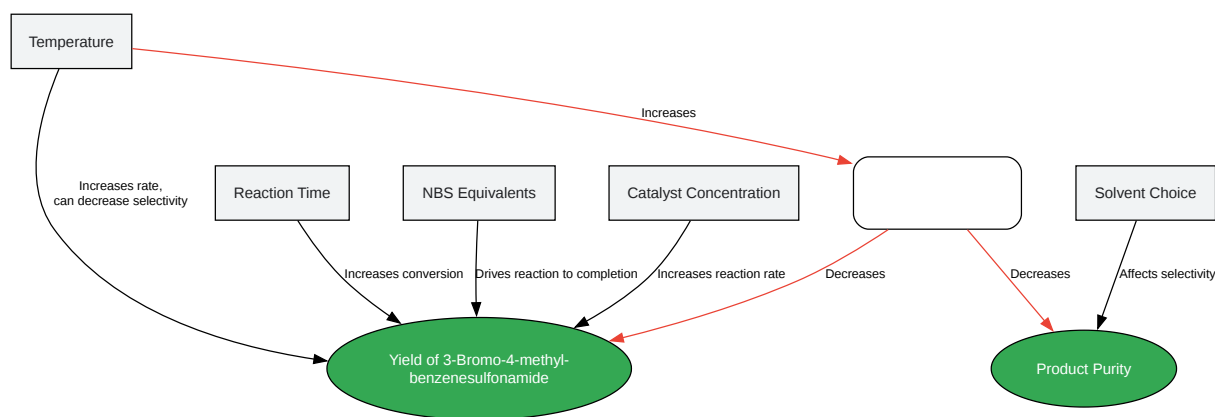 Temperature
Increases
Increases rate,
can decrease selectivity
Reaction Time
NBS Equivalents
Catalyst Concentration
Solvent Choice
Increases conversion
Drives reaction to completion
Increases reaction rate
Decreases
Decreases
Affects selectivity
Yield of 3-Bromo-4-methyl-
benzenesulfonamide
Product Purity